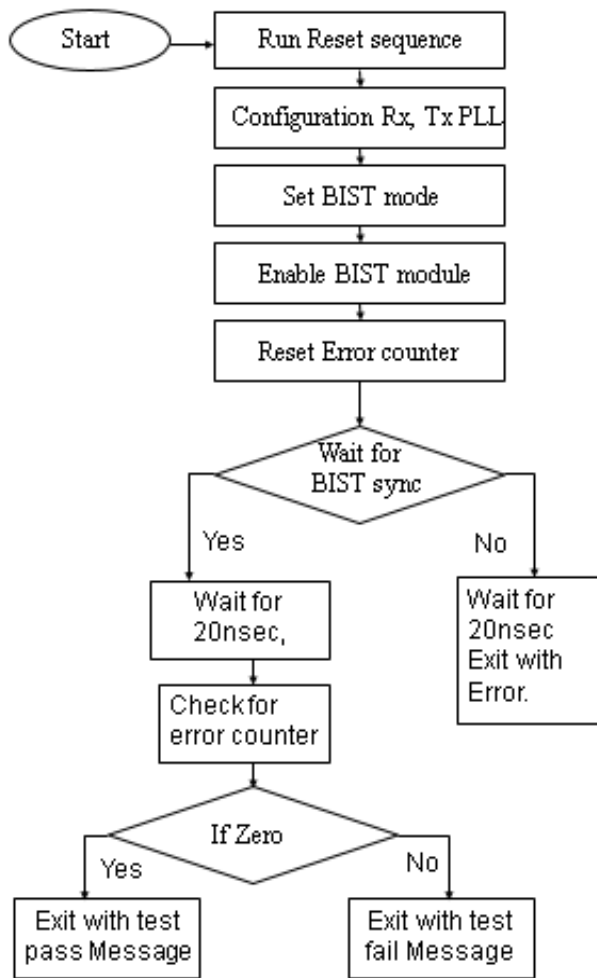 Start
Run Reset sequence
Configuration Rx, Tx PLL.
Set BIST mode
Enable BIST module
Reset Error counter
Wait for
BIST sync
Yes
No
Wait for
20nsec,
Wait for
20nsec
Exit with
Error.
Check for
error counter
If Zero
Yes
No
Exit with test
pass Message
Exit with test
fail Message